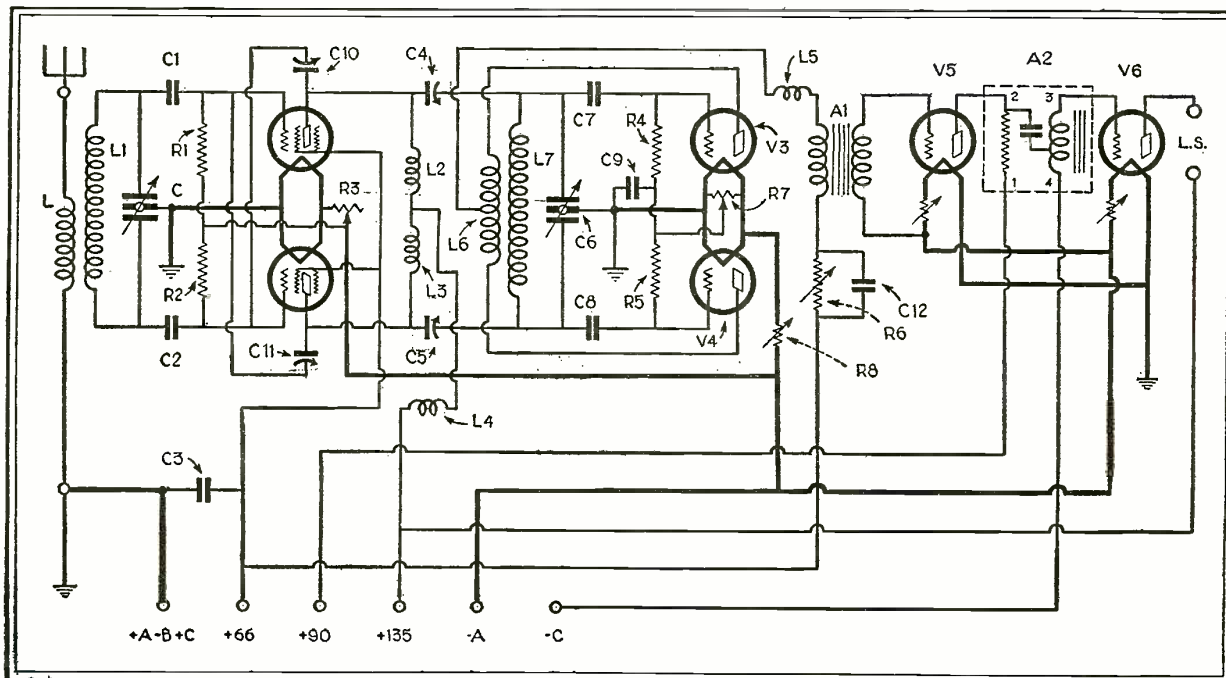 C1
C10
C4
L5
V5
A2
V6
L1
R1
C7
R4
V3
A1
2
3
L.S.
L
C
R3
L2
C9
R7
1
4
L6
L7
C6
R2
L3
R5
C2
C11
C5
C8
V4
C12
R6
R8
L4
C3
+A-B+C
+66
+90
+135
-A
-C